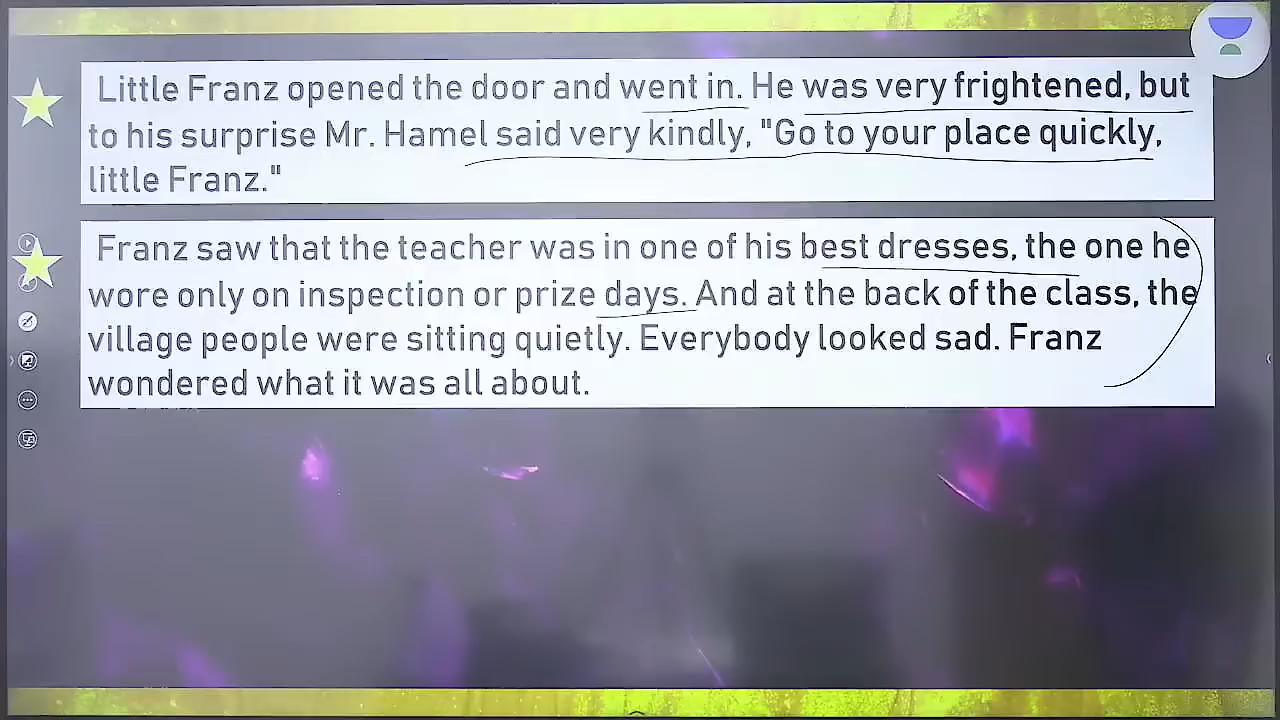 Little Franz opened the door and went in. He was very frightened, but
to his surprise Mr. Hamel said very kindly, "Go to your place quickly,
little Franz."
Franz saw that the teacher was in one of his best dresses, the one he
wore only on inspection or prize days. And at the back of the class, the
village people were sitting quietly. Everybody looked sad. Franz
wondered what it was all about.